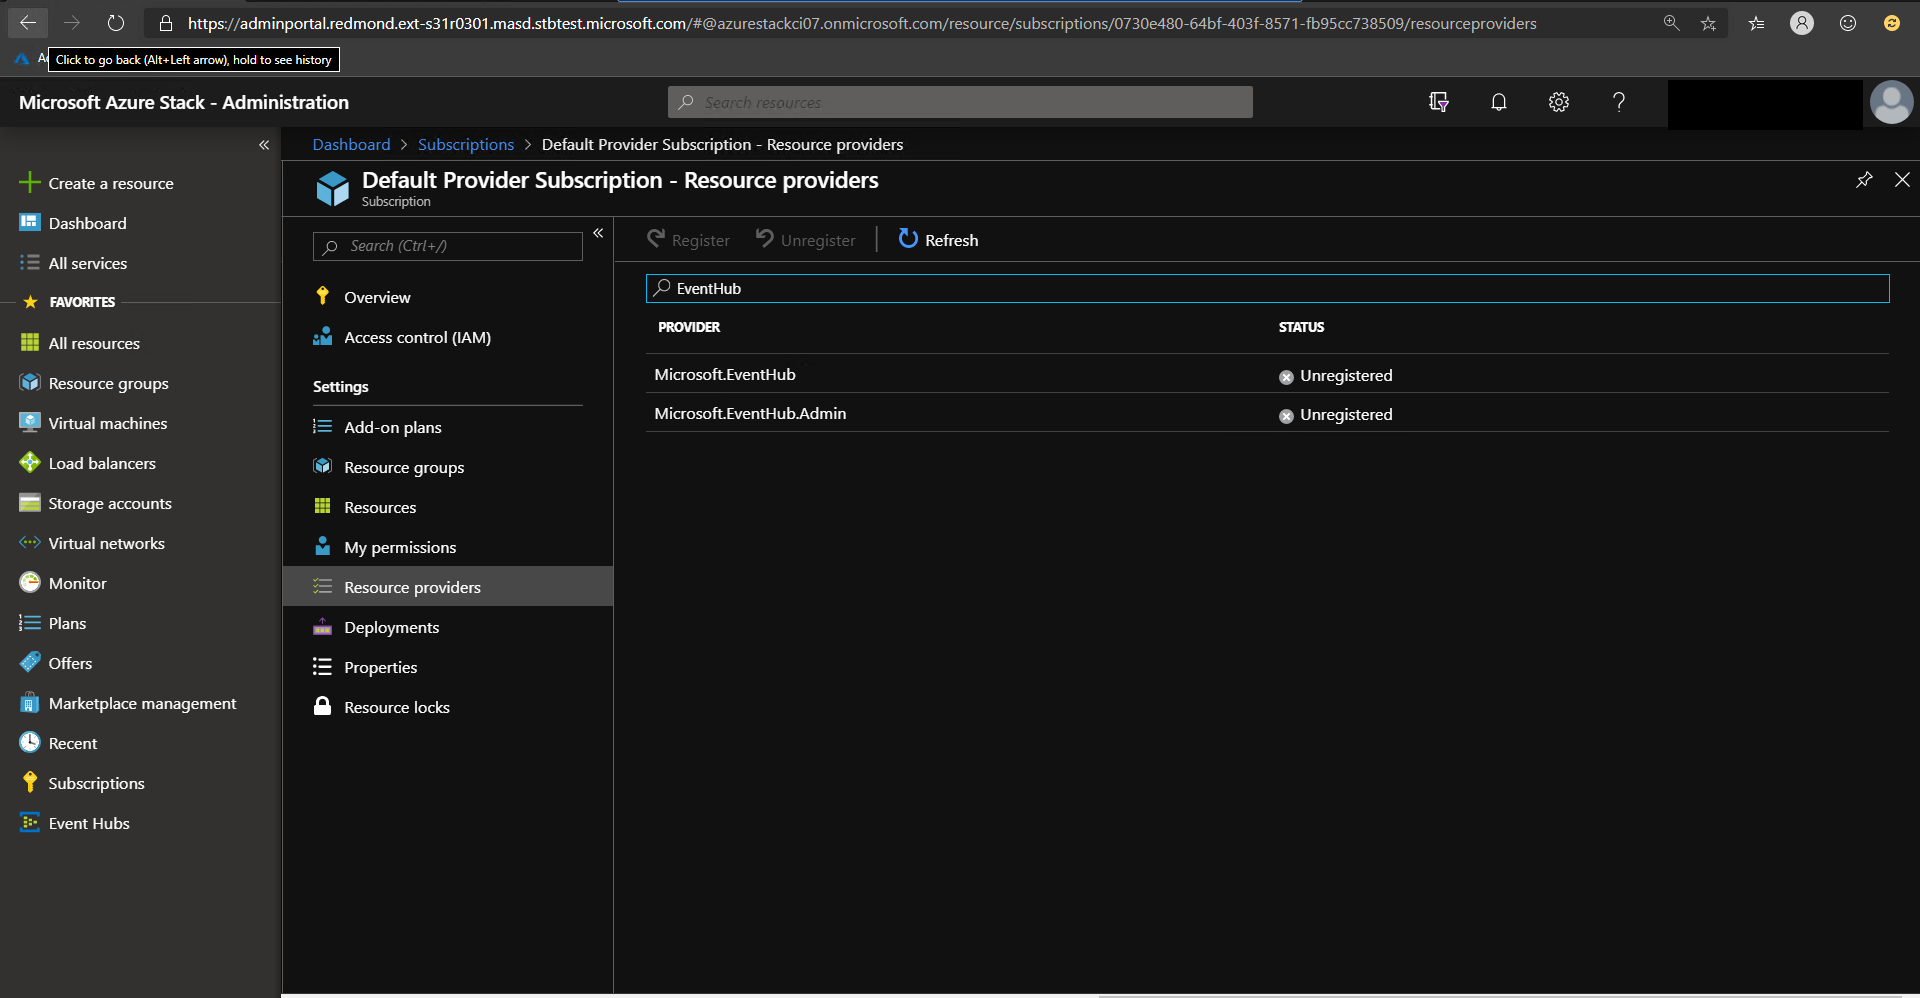 https://adminportal.redmond.ext-s31r0301.masd.stbtest.microsoft.com/#@azurestackci07.onmicrosoft.com/resource/subscriptions/0730e480-64bf-403f-8571-fb95cc738509/resourceproviders
Click to go back (Alt+Left arrow), hold to see history
Microsoft Azure Stack - Administration
Search resources
Dashboard > Subscriptions > Default Provider Subscription - Resource providers
Default Provider Subscription - Resource providers
Subscription
Create a resource
Dashboard
All services
FAVORITES
All resources
Resource groups
Virtual machines
Load balancers
Storage accounts
Virtual networks
Monitor
Plans
Offers
Marketplace management
Recent
Subscriptions
Event Hubs
Search (Ctrl+/)
Overview
Access control (IAM)
Settings
Add-on plans
Resource groups
Resources
My permissions
Resource providers
Deployments
Properties
Resource locks
Register Unregister Refresh
EventHub
PROVIDER STATUS
Microsoft.EventHub Unregistered
Microsoft.EventHub.Admin Unregistered